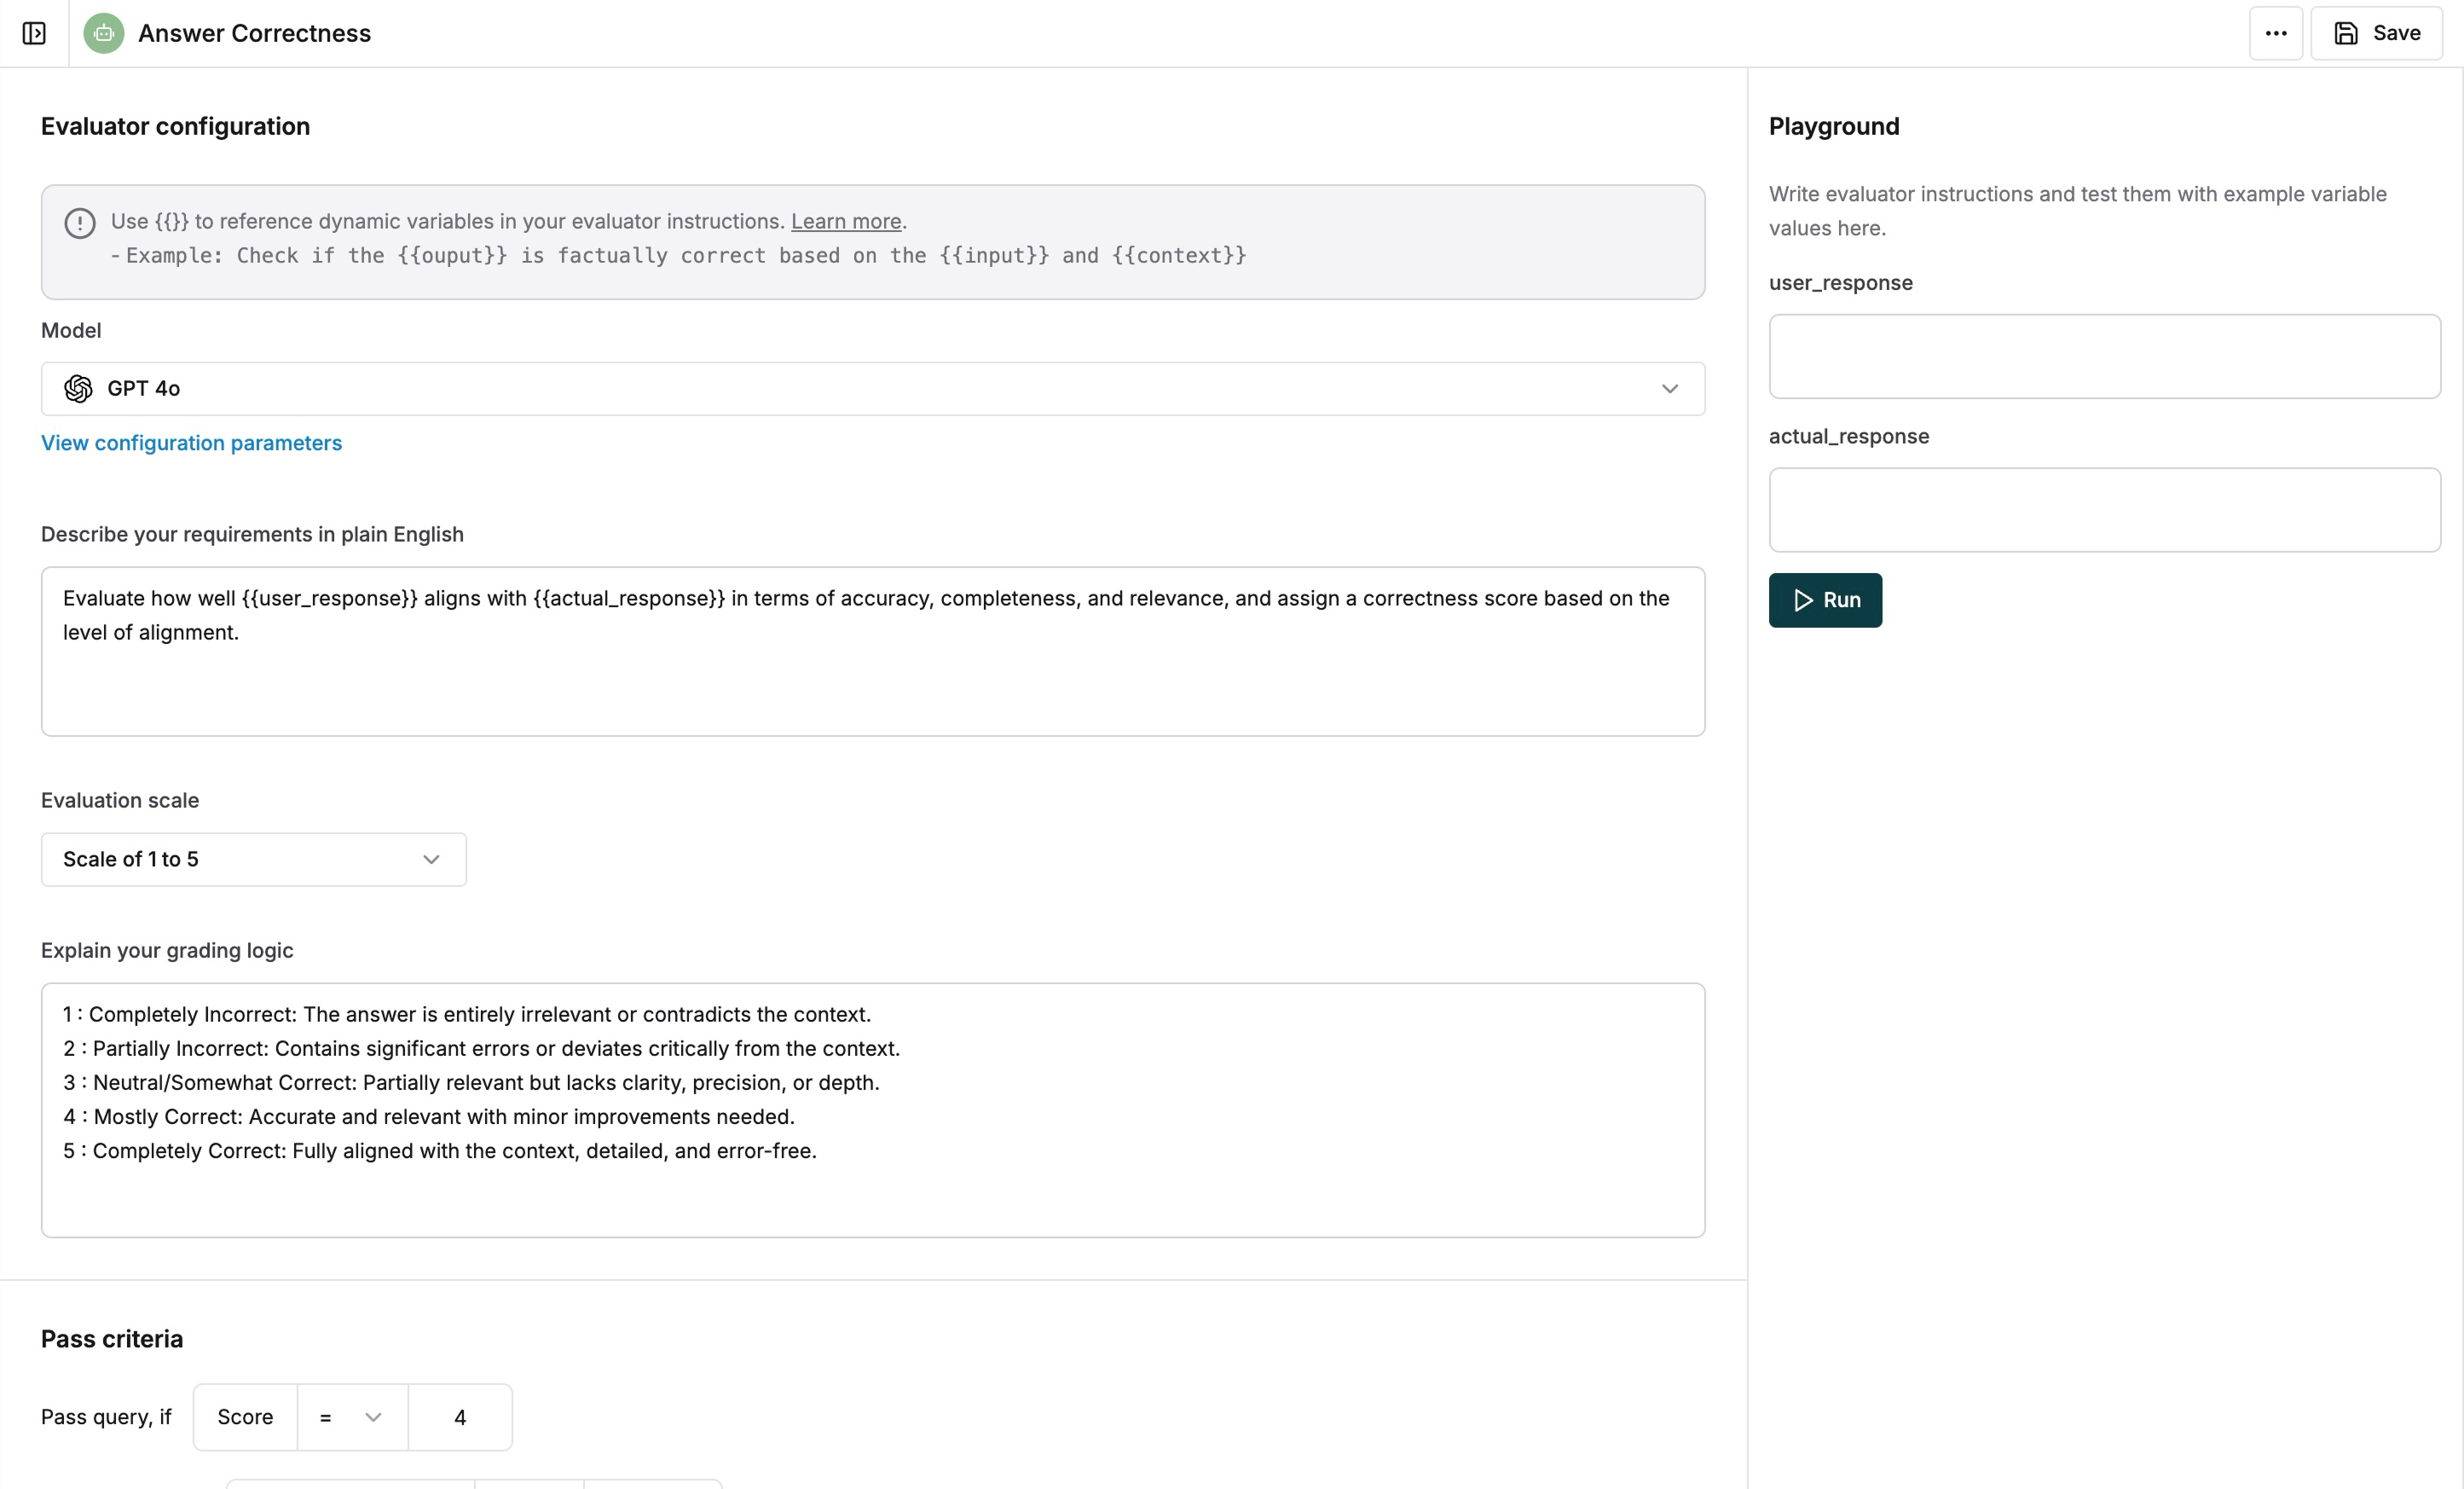 Answer Correctness
Save
Evaluator configuration
Use {{}} to reference dynamic variables in your evaluator instructions. Learn more.
- Example: Check if the {{ouput}} is factually correct based on the {{input}} and {{context}}
Model
GPT 4o
View configuration parameters
Describe your requirements in plain English
Evaluate how well {{user_response}} aligns with {{actual_response}} in terms of accuracy, completeness, and relevance, and assign a correctness score based on the
level of alignment.
Evaluation scale
Scale of 1 to 5
Explain your grading logic
1 : Completely Incorrect: The answer is entirely irrelevant or contradicts the context.
2 : Partially Incorrect: Contains significant errors or deviates critically from the context.
3 : Neutral/Somewhat Correct: Partially relevant but lacks clarity, precision, or depth.
4 : Mostly Correct: Accurate and relevant with minor improvements needed.
5 : Completely Correct: Fully aligned with the context, detailed, and error-free.
Pass criteria
Pass query, if Score = 4
Playground
Write evaluator instructions and test them with example variable
values here.
user_response
actual_response
Run